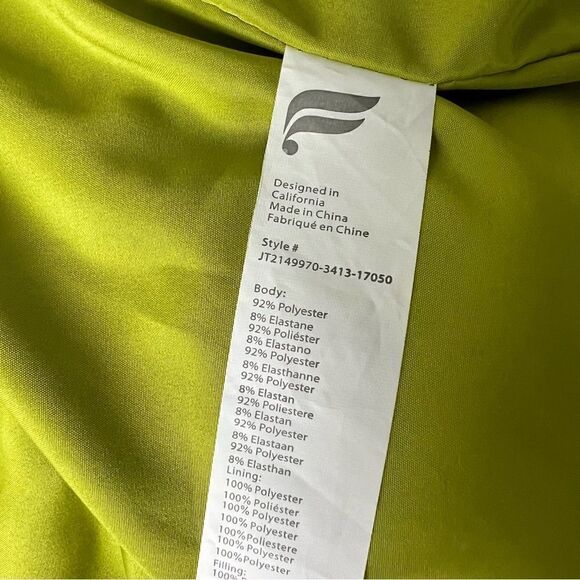 Designed in
California
Made in China
Fabriqué en Chine
Style #
JT2149970-3413-17050
Body:
92% Polyester
8% Elastane
92% Poliéster
8% Elastano
92% Polyester
8% Elasthanne
92% Polyester
8% Elastan
92% Poliestere
8% Elastan
92% Polyester
8% Elastaan
92% Polyester
8% Elasthan
Lining:
100% Polyester
100% Poliéster
100% Polyester
100% Polyester
100% Poliestere
100% Polyester
100% Polyester
Filling: